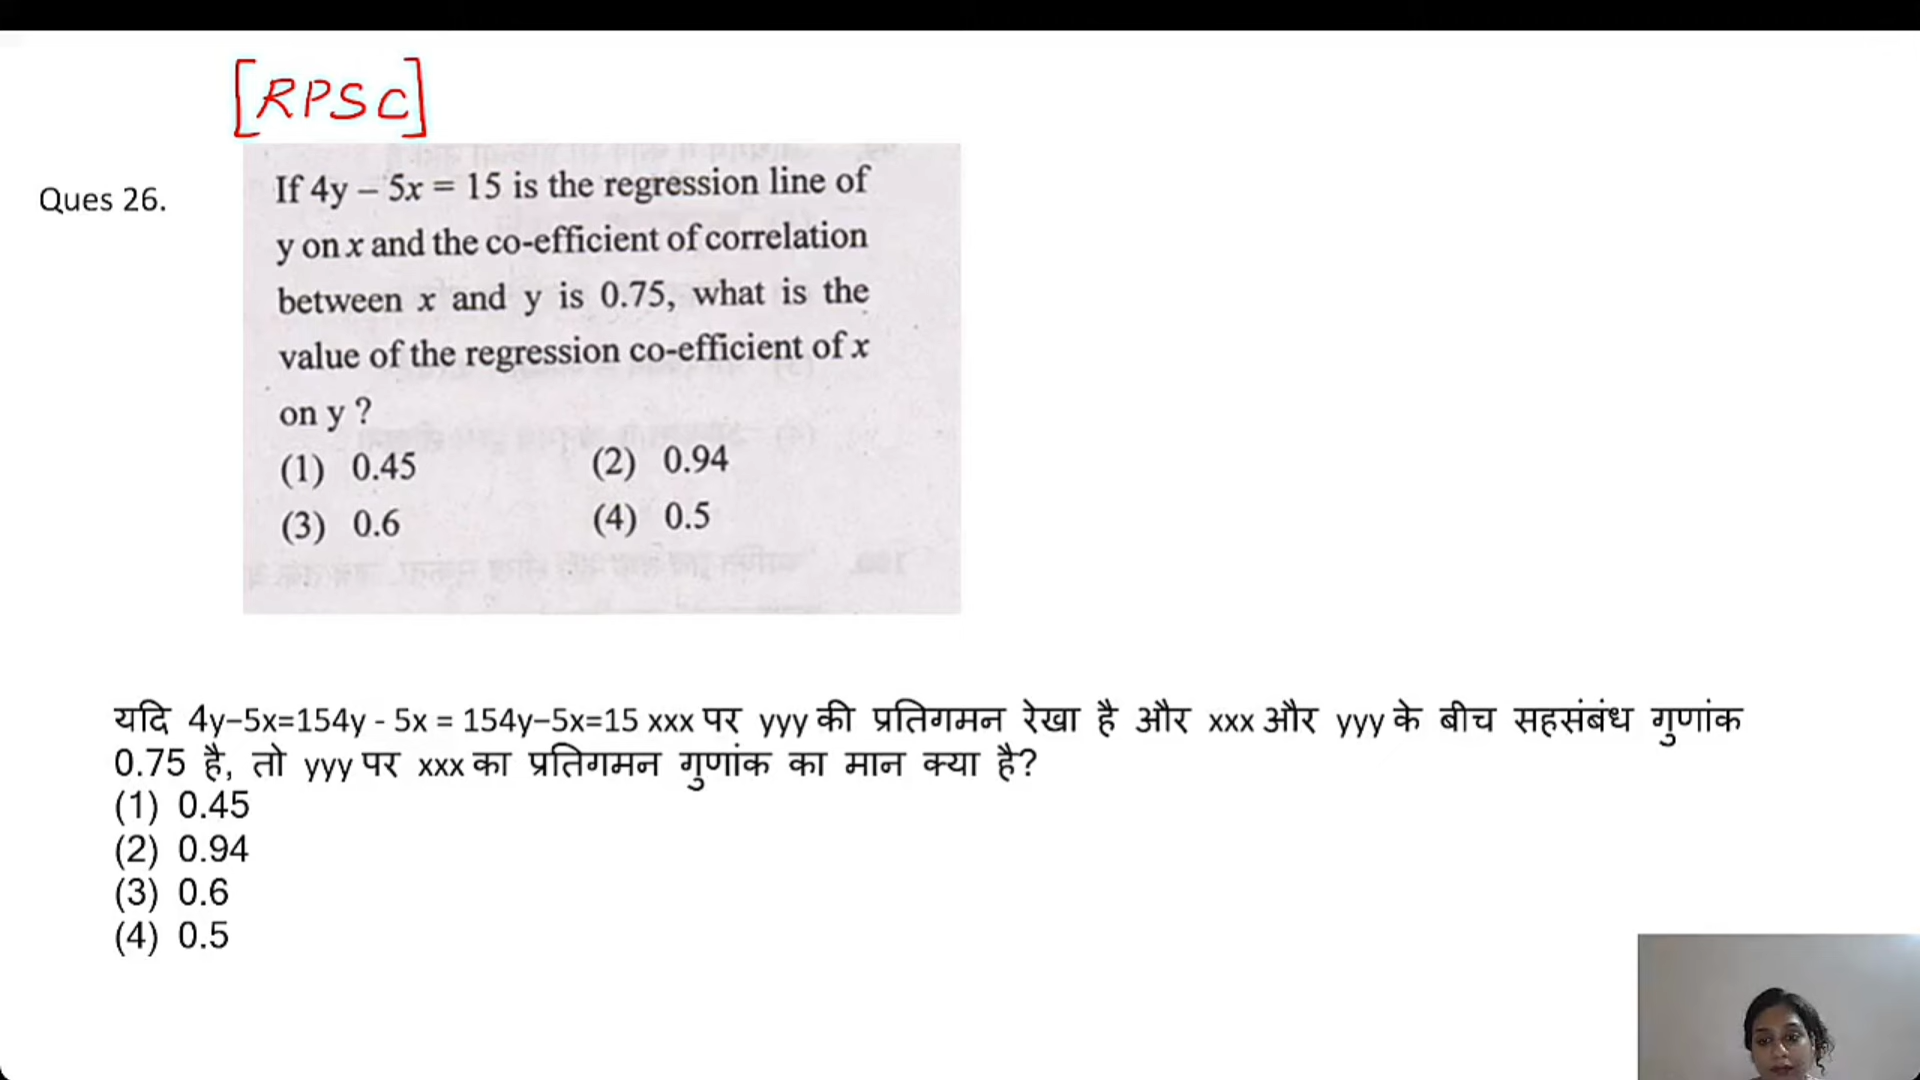 [RPSC]
Ques 26.
If 4y – 5x = 15 is the regression line of
y on x and the co-efficient of correlation
between x and y is 0.75, what is the
value of the regression co-efficient of x
on y ?
(1) 0.45 (2) 0.94
(3) 0.6 (4) 0.5
यदि 4y−5x=154y - 5x = 154y−5x=15 xxx पर yyy की प्रतिगमन रेखा है और xxx और yyy के बीच सहसंबंध गुणांक
0.75 है, तो yyy पर xxx का प्रतिगमन गुणांक का मान क्या है?
(1) 0.45
(2) 0.94
(3) 0.6
(4) 0.5